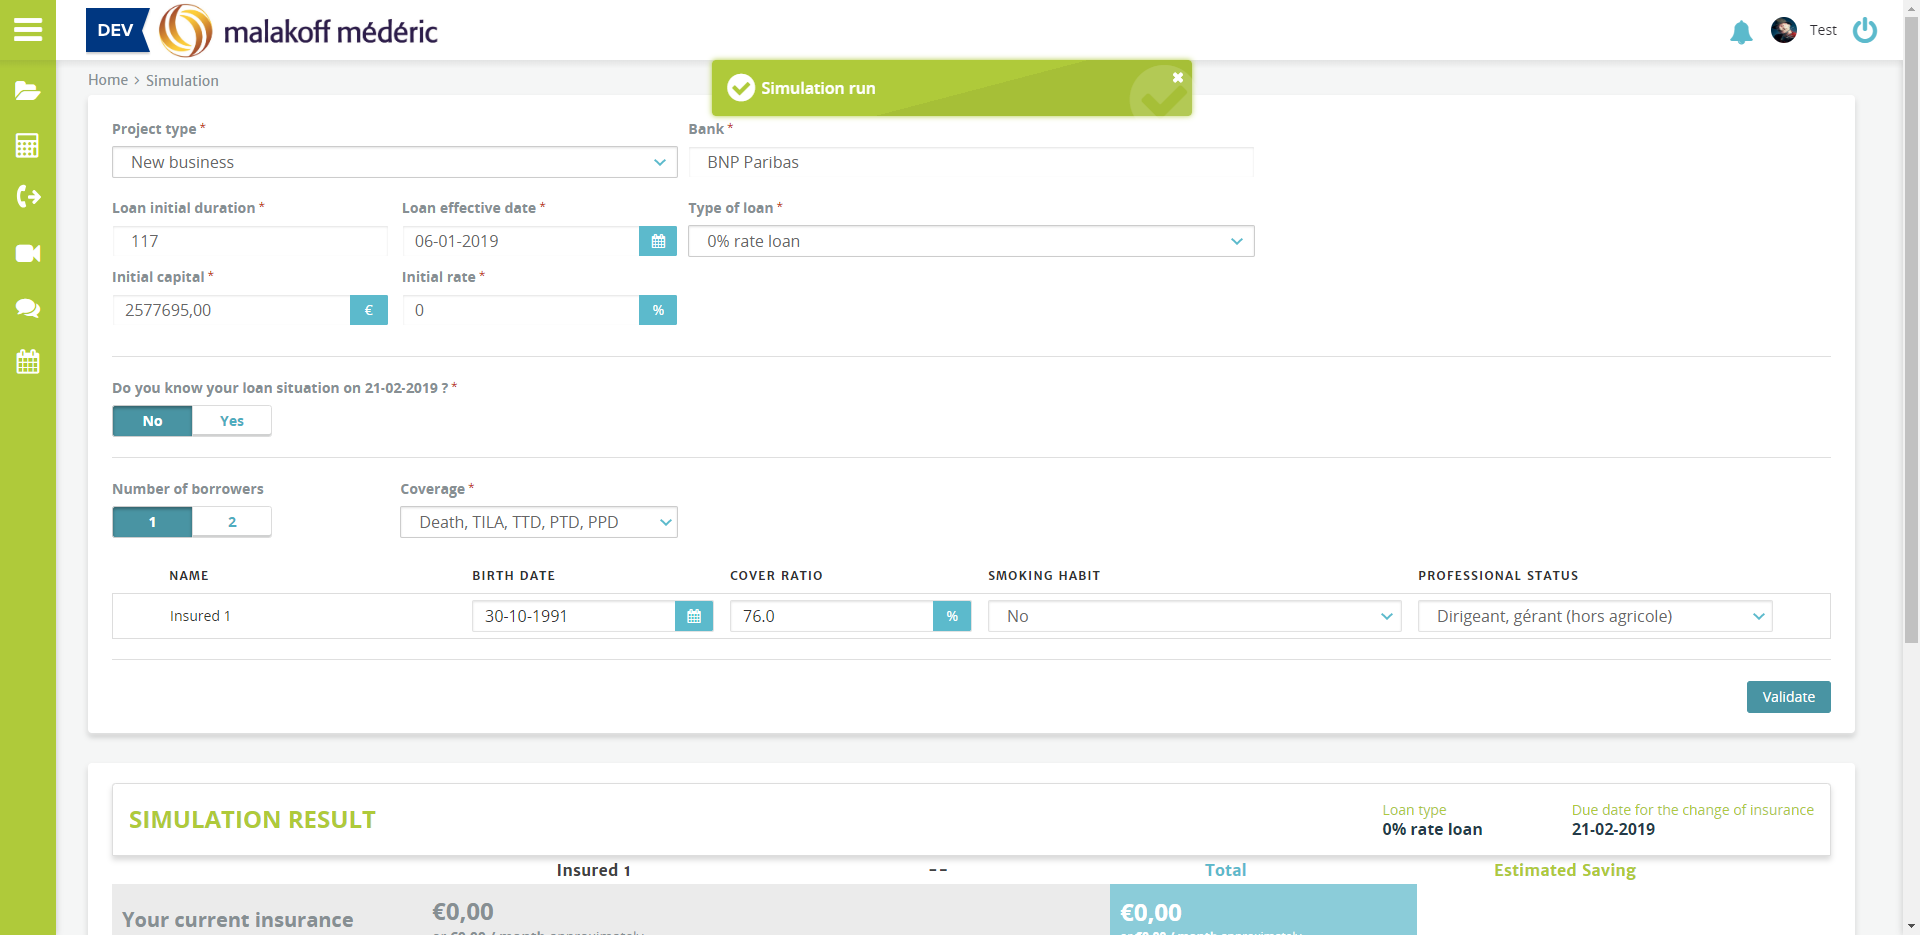 DEV
malakoff médéric
Test
Home > Simulation
Simulation run
Project type *
Bank *
New business
BNP Paribas
Loan initial duration *
Loan effective date *
Type of loan *
117
06-01-2019
0% rate loan
Initial capital *
Initial rate *
2577695,00 €
0 %
Do you know your loan situation on 21-02-2019 ? *
No Yes
Number of borrowers
Coverage *
1 2
Death, TILA, TTD, PTD, PPD
NAME BIRTH DATE COVER RATIO SMOKING HABIT PROFESSIONAL STATUS
Insured 1 30-10-1991 76.0 % No Dirigeant, gérant (hors agricole)
Validate
SIMULATION RESULT
Loan type
0% rate loan
Due date for the change of insurance
21-02-2019
Insured 1 -- Total Estimated Saving
Your current insurance €0,00 €0,00